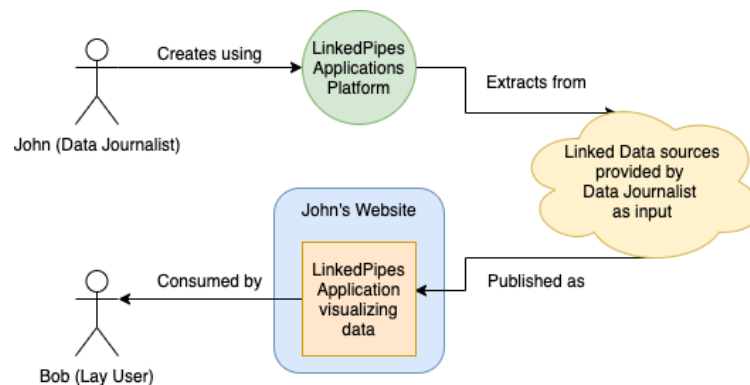 Creates using
LinkedPipes
Applications
Platform
Extracts from
John (Data Journalist)
Linked Data sources
provided by
Data Journalist
as input
John's Website
LinkedPipes
Application
visualizing
data
Published as
Consumed by
Bob (Lay User)